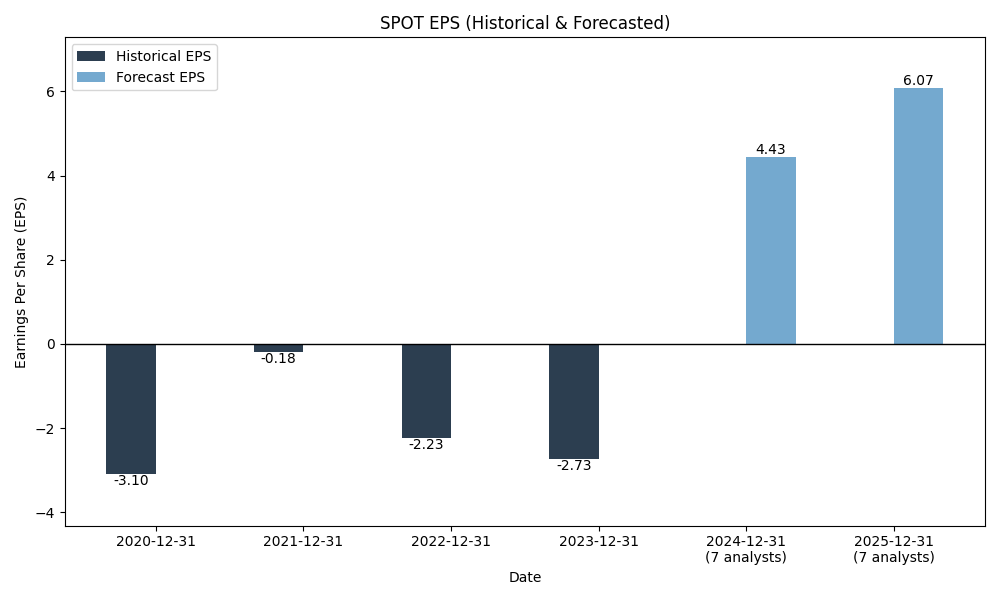 SPOT EPS (Historical & Forecasted)
Historical EPS
Forecast EPS
Earnings Per Share (EPS)
6
4
2
0
−2
−4
-3.10
-0.18
-2.23
-2.73
4.43
6.07
2020-12-31
2021-12-31
2022-12-31
2023-12-31
2024-12-31
(7 analysts)
2025-12-31
(7 analysts)
Date